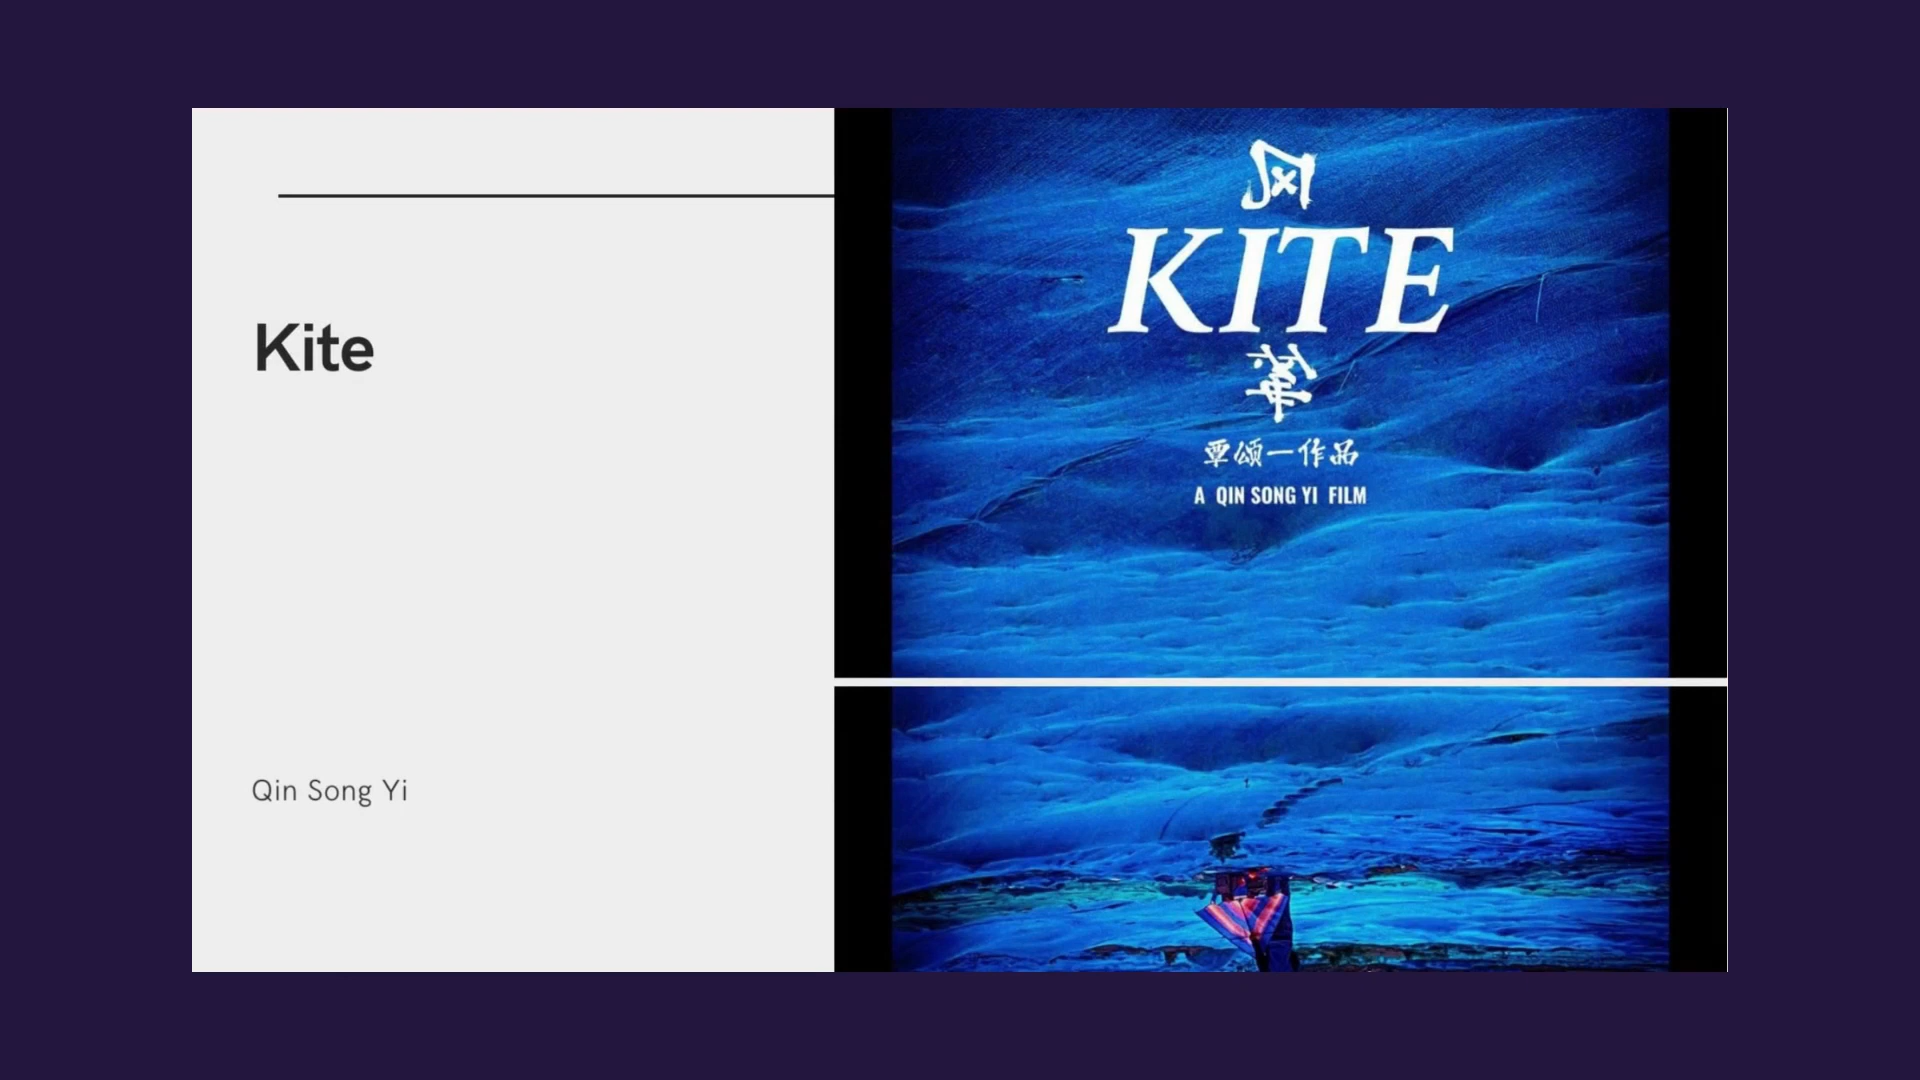 Kite
Qin Song Yi
风
KITE
筝
覃颂一作品
A QIN SONG YI FILM